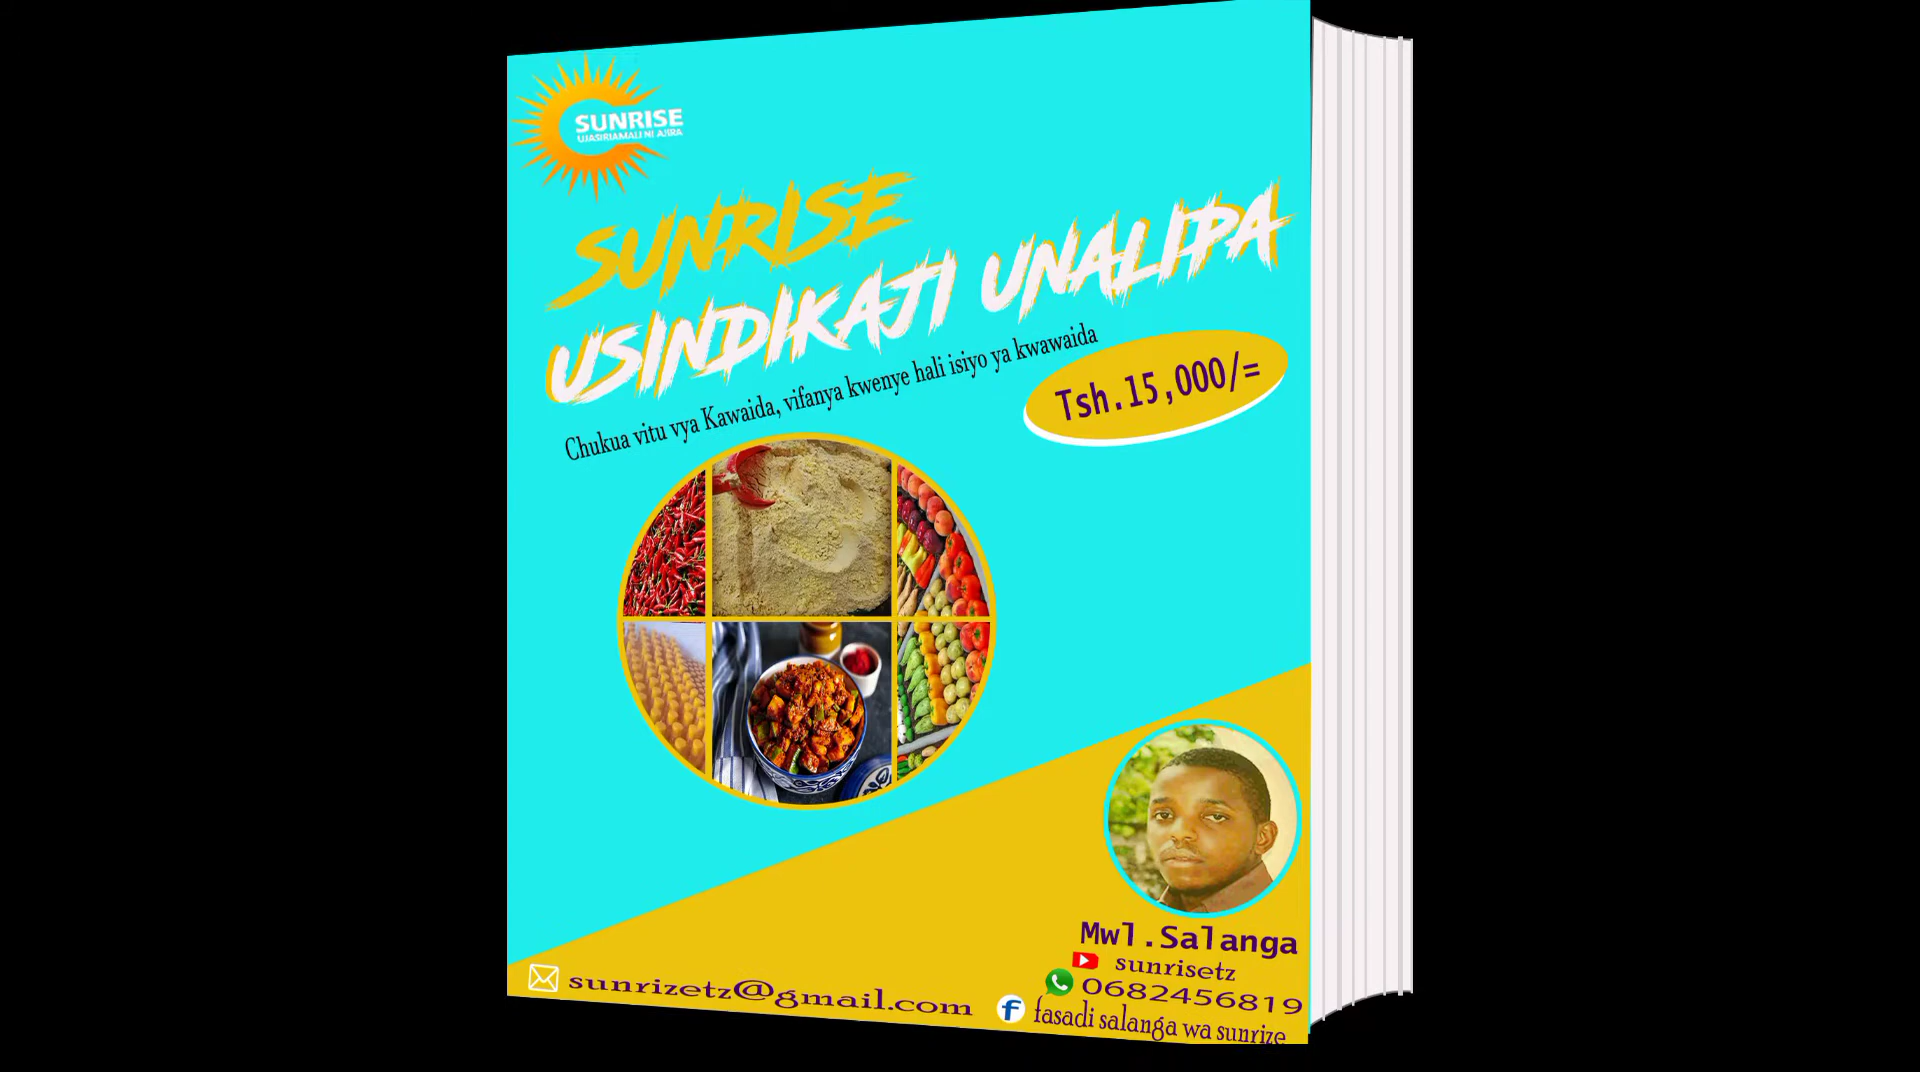 SUNRISE
UJASIRIAMALI NI AJIRA
SUNRISE
USINDIKAJI UNALIPA
Chukua vitu vya Kawaida, vifanya kwenye hali isiyo ya kwawaida
Tsh.15,000/=
Mwl.Salanga
sunrisetz
0682456819
sunrizetz@gmail.com
fasadi salanga wa sunrize